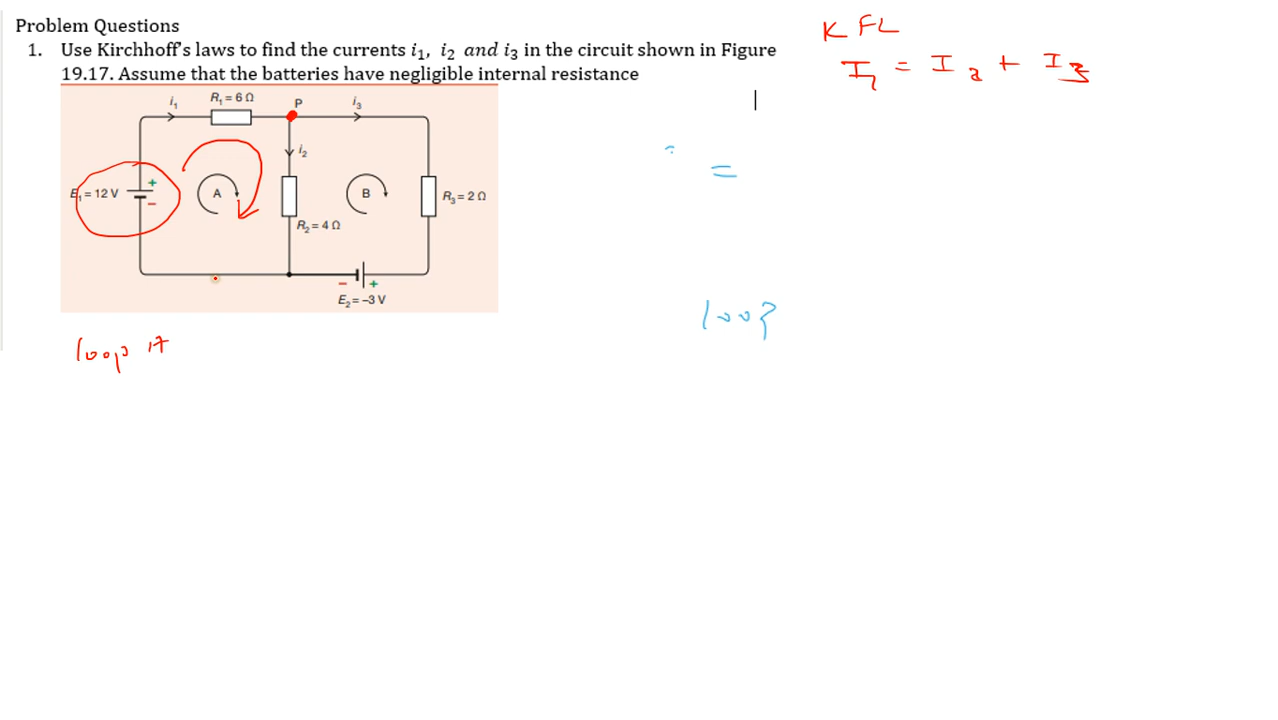 Problem Questions
1. Use Kirchhoff's laws to find the currents i₁, i₂ and i₃ in the circuit shown in Figure
19.17. Assume that the batteries have negligible internal resistance
K FL
I₁ = I₂ + I₃
i₁ R₁ = 6 Ω P i₃
i₂
=
E₁ = 12 V + − A B R₃ = 2 Ω
R₂ = 4 Ω
− +
E₂ = −3 V
loop
loop A